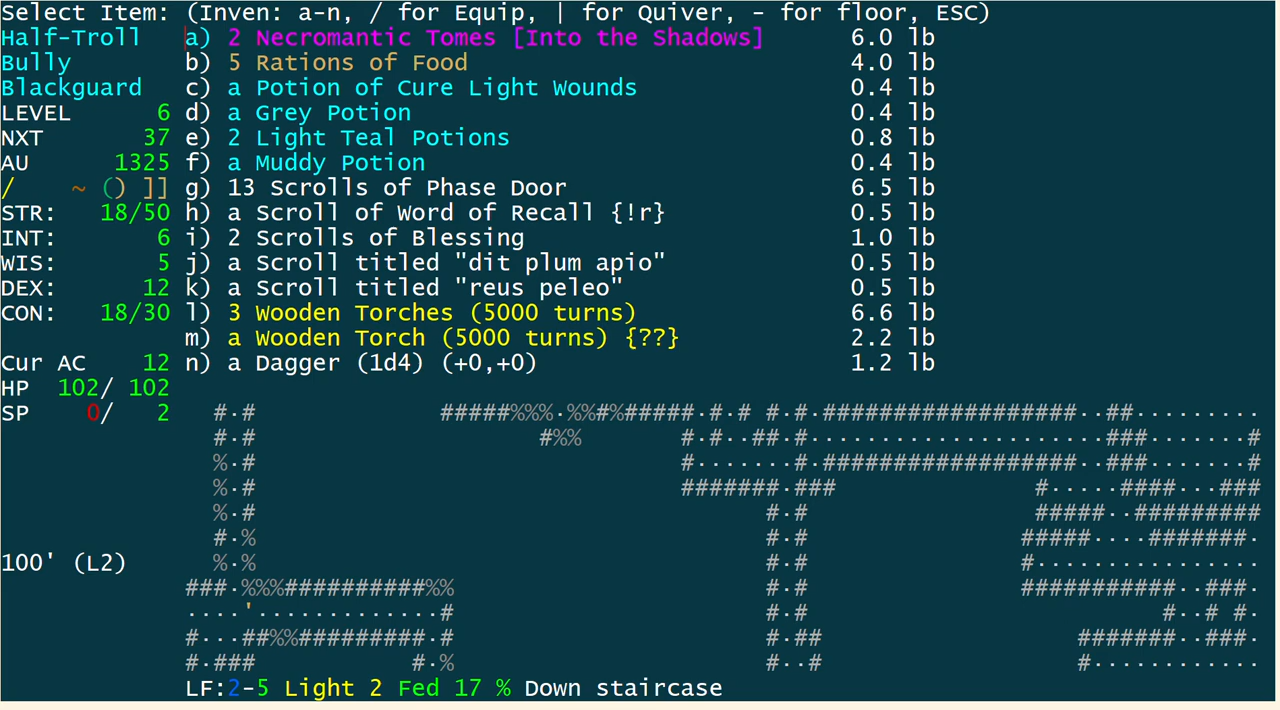 Select Item: (Inven: a-n, / for Equip, | for Quiver, - for floor, ESC)
Half-Troll a) 2 Necromantic Tomes [Into the Shadows] 6.0 lb
Bully b) 5 Rations of Food 4.0 lb
Blackguard c) a Potion of Cure Light Wounds 0.4 lb
LEVEL 6 d) a Grey Potion 0.4 lb
NXT 37 e) 2 Light Teal Potions 0.8 lb
AU 1325 f) a Muddy Potion 0.4 lb
/ ~ () ]] g) 13 Scrolls of Phase Door 6.5 lb
STR: 18/50 h) a Scroll of Word of Recall {!r} 0.5 lb
INT: 6 i) 2 Scrolls of Blessing 1.0 lb
WIS: 5 j) a Scroll titled "dit plum apio" 0.5 lb
DEX: 12 k) a Scroll titled "reus peleo" 0.5 lb
CON: 18/30 l) 3 Wooden Torches (5000 turns) 6.6 lb
m) a Wooden Torch (5000 turns) {??} 2.2 lb
Cur AC 12 n) a Dagger (1d4) (+0,+0) 1.2 lb
HP 102/ 102
SP 0/ 2
100' (L2)
LF:2-5 Light 2 Fed 17 % Down staircase